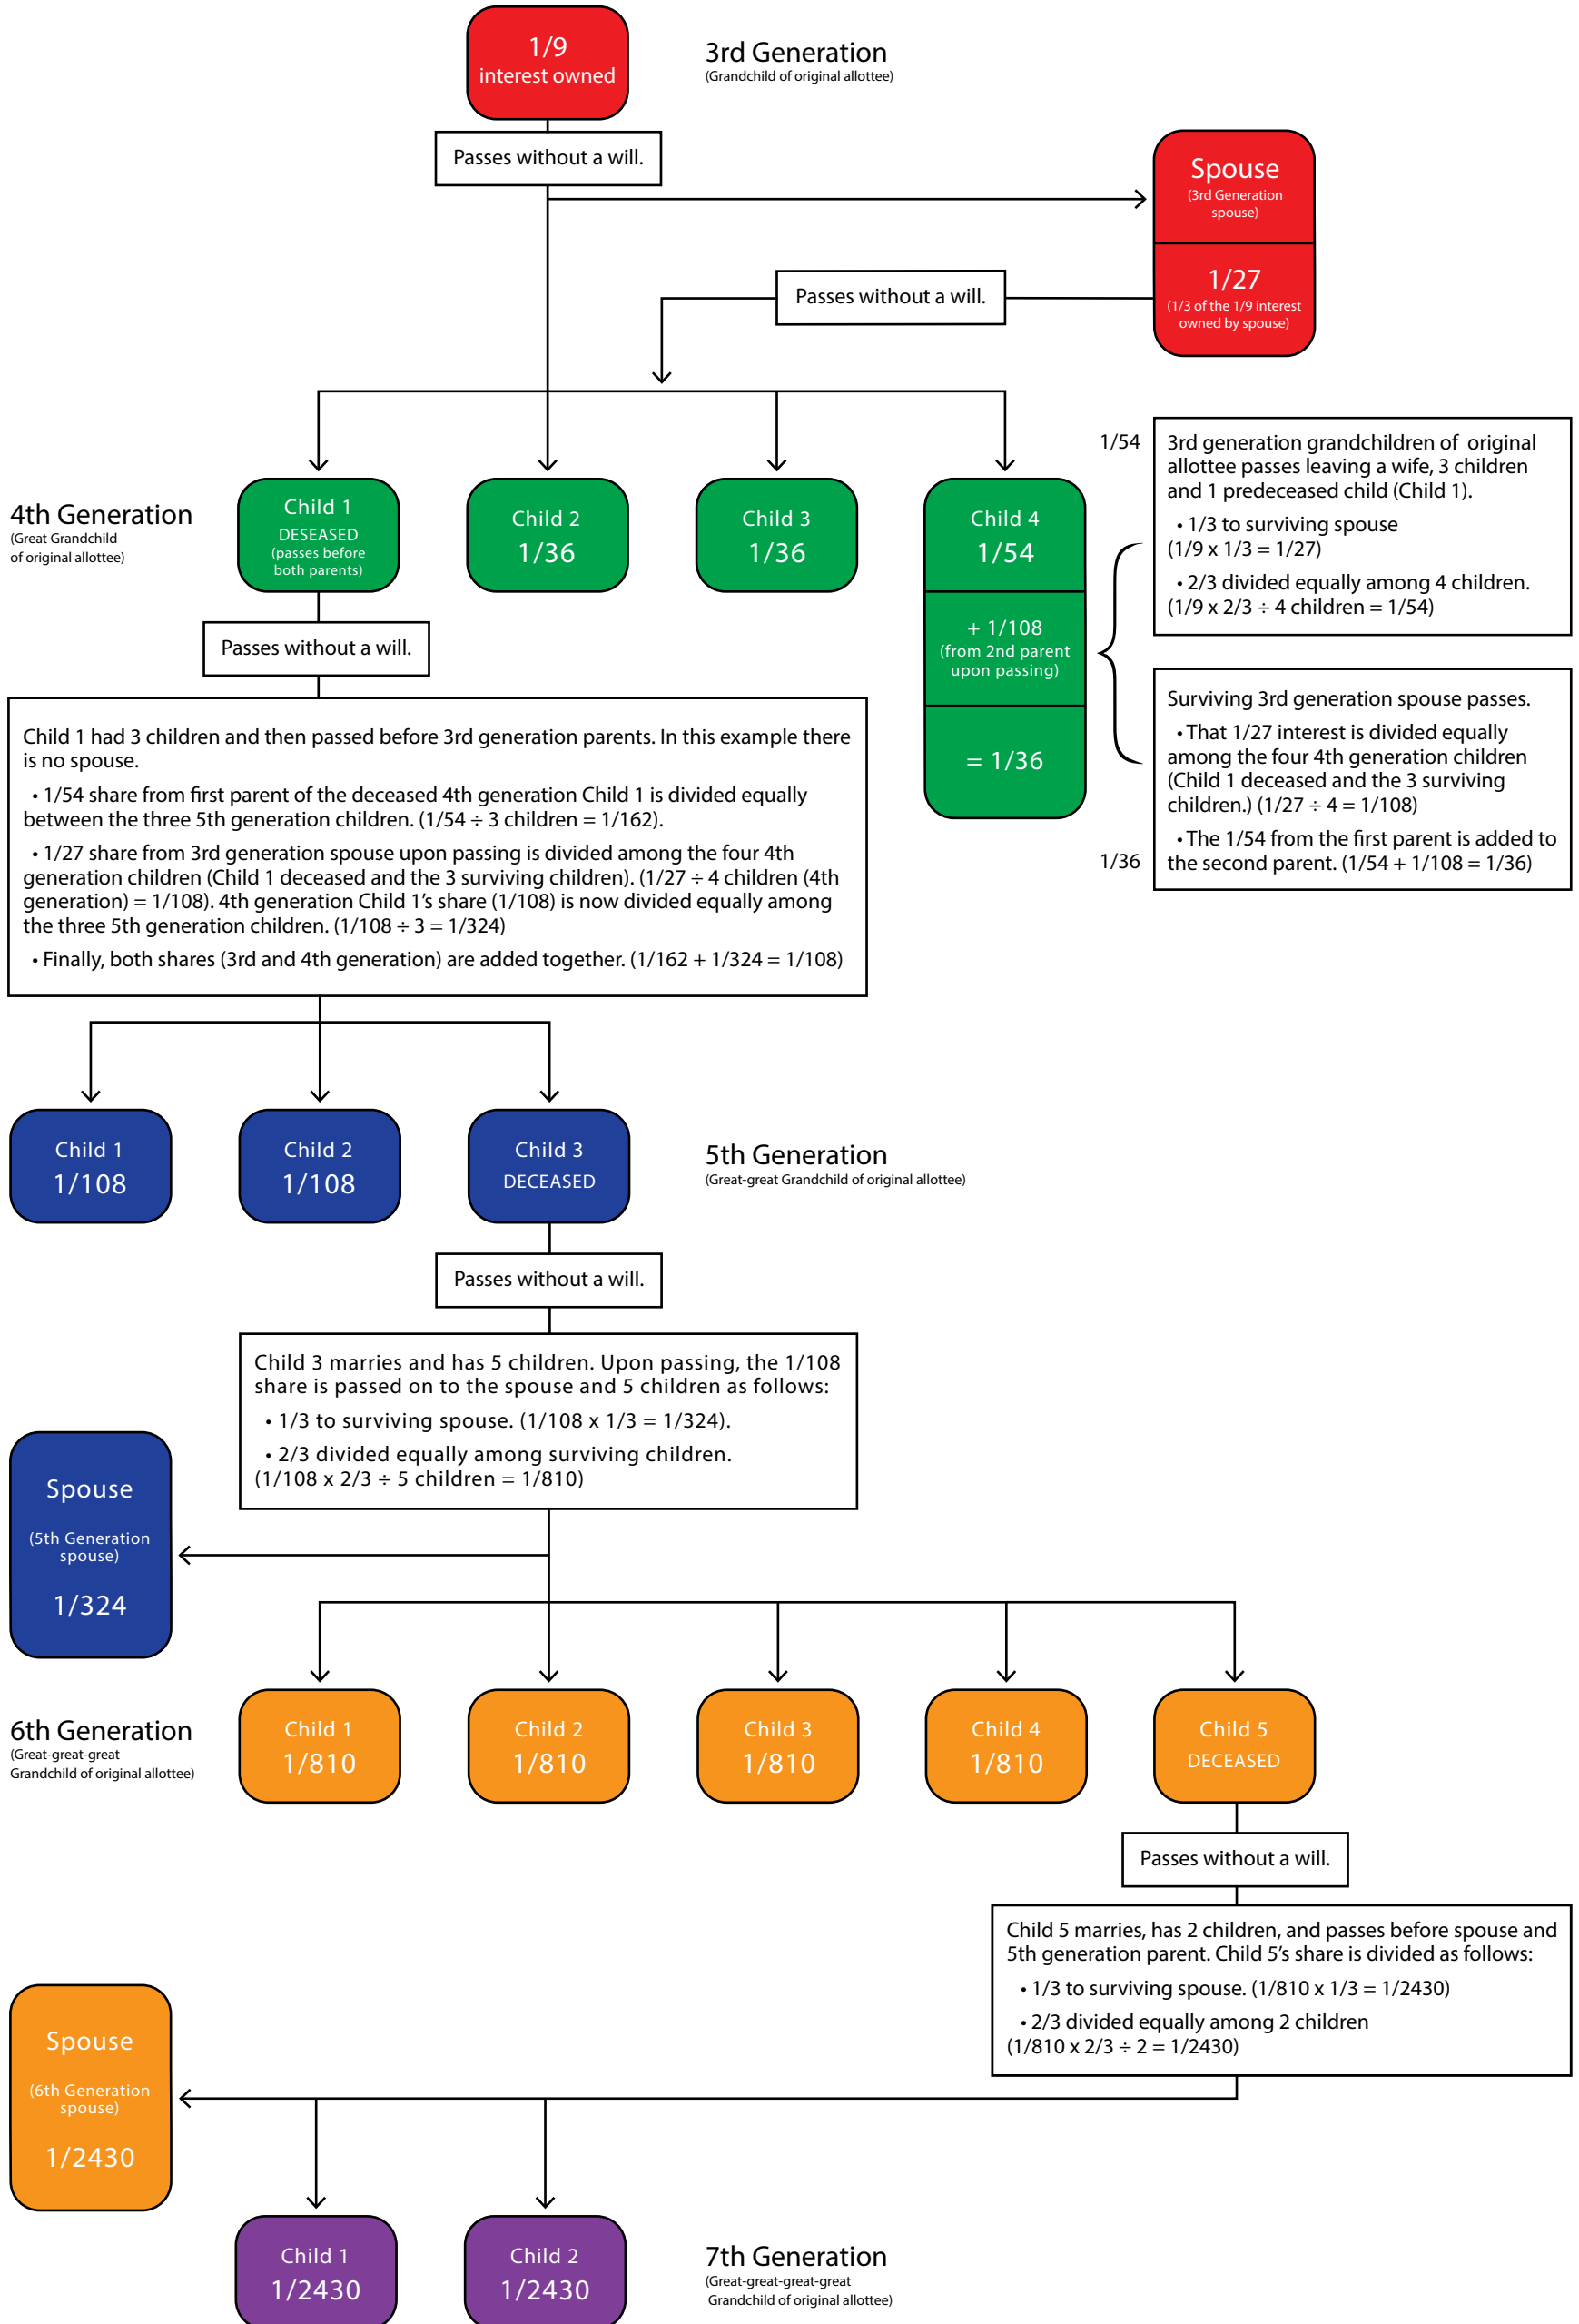 1/9
interest owned
3rd Generation
(Grandchild of original allottee)
Passes without a will.
Spouse
(3rd Generation
spouse)
1/27
(1/3 of the 1/9 interest
owned by spouse)
Passes without a will.
4th Generation
(Great Grandchild
of original allottee)
Child 1
DESEASED
(passes before
both parents)
Child 2
1/36
Child 3
1/36
Child 4
1/54
+ 1/108
(from 2nd parent
upon passing)
= 1/36
1/54
3rd generation grandchildren of original
allottee passes leaving a wife, 3 children
and 1 predeceased child (Child 1).
• 1/3 to surviving spouse
(1/9 x 1/3 = 1/27)
• 2/3 divided equally among 4 children.
(1/9 x 2/3 ÷ 4 children = 1/54)
Surviving 3rd generation spouse passes.
• That 1/27 interest is divided equally
among the four 4th generation children
(Child 1 deceased and the 3 surviving
children.) (1/27 ÷ 4 = 1/108)
• The 1/54 from the first parent is added to
the second parent. (1/54 + 1/108 = 1/36)
1/36
Passes without a will.
Child 1 had 3 children and then passed before 3rd generation parents. In this example there
is no spouse.
• 1/54 share from first parent of the deceased 4th generation Child 1 is divided equally
between the three 5th generation children. (1/54 ÷ 3 children = 1/162).
• 1/27 share from 3rd generation spouse upon passing is divided among the four 4th
generation children (Child 1 deceased and the 3 surviving children). (1/27 ÷ 4 children (4th
generation) = 1/108). 4th generation Child 1's share (1/108) is now divided equally among
the three 5th generation children. (1/108 ÷ 3 = 1/324)
• Finally, both shares (3rd and 4th generation) are added together. (1/162 + 1/324 = 1/108)
Child 1
1/108
Child 2
1/108
Child 3
DECEASED
5th Generation
(Great-great Grandchild of original allottee)
Passes without a will.
Child 3 marries and has 5 children. Upon passing, the 1/108
share is passed on to the spouse and 5 children as follows:
• 1/3 to surviving spouse. (1/108 x 1/3 = 1/324).
• 2/3 divided equally among surviving children.
(1/108 x 2/3 ÷ 5 children = 1/810)
Spouse
(5th Generation
spouse)
1/324
6th Generation
(Great-great-great
Grandchild of original allottee)
Child 1
1/810
Child 2
1/810
Child 3
1/810
Child 4
1/810
Child 5
DECEASED
Passes without a will.
Child 5 marries, has 2 children, and passes before spouse and
5th generation parent. Child 5's share is divided as follows:
• 1/3 to surviving spouse. (1/810 x 1/3 = 1/2430)
• 2/3 divided equally among 2 children
(1/810 x 2/3 ÷ 2 = 1/2430)
Spouse
(6th Generation
spouse)
1/2430
Child 1
1/2430
Child 2
1/2430
7th Generation
(Great-great-great-great
Grandchild of original allottee)